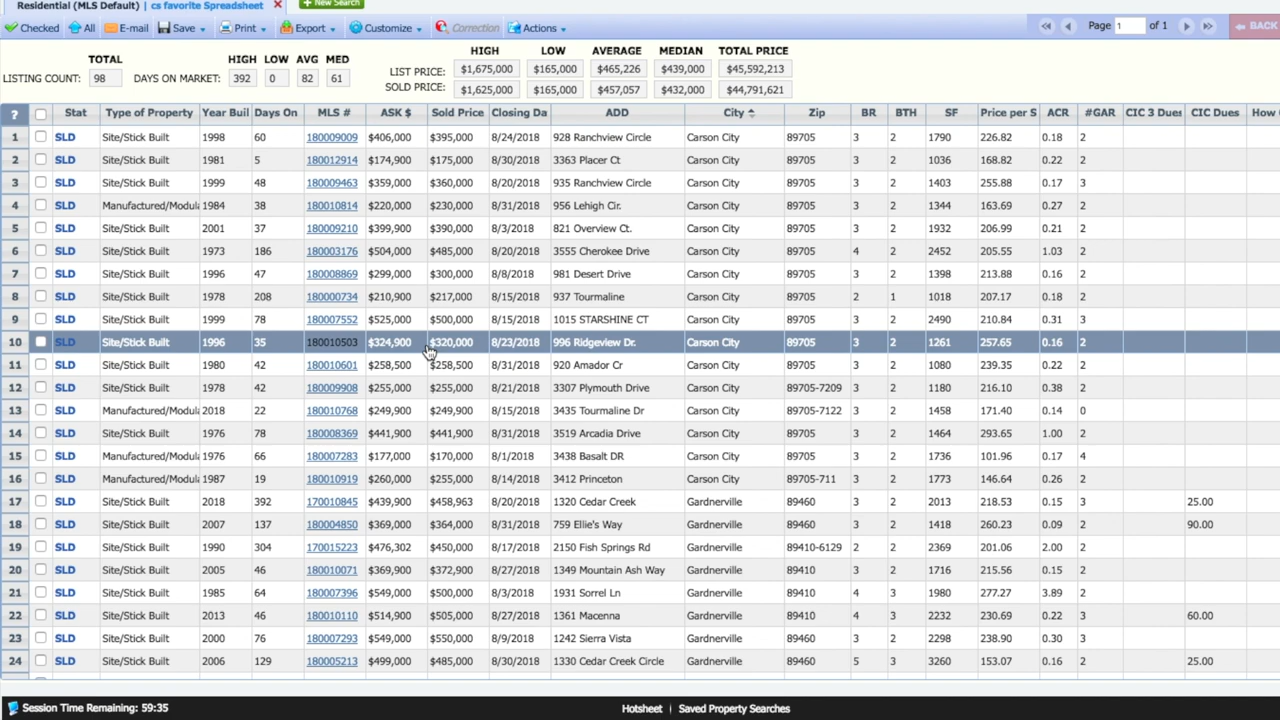 Residential (MLS Default) | cs favorite Spreadsheet + New Search
Checked All E-mail Save Print Export Customize Correction Actions Page 1 of 1 BACK
TOTAL HIGH LOW AVG MED HIGH LOW AVERAGE MEDIAN TOTAL PRICE
LISTING COUNT: 98 DAYS ON MARKET: 392 0 82 61
LIST PRICE: $1,675,000 $165,000 $465,226 $439,000 $45,592,213
SOLD PRICE: $1,625,000 $165,000 $457,057 $432,000 $44,791,621
? Stat Type of Property Year Buil Days On MLS # ASK $ Sold Price Closing Da ADD City Zip BR BTH SF Price per S ACR #GAR CIC 3 Dues CIC Dues How
1 SLD Site/Stick Built 1998 60 180009009 $406,000 $395,000 8/24/2018 928 Ranchview Circle Carson City 89705 3 2 1790 226.82 0.18 2
2 SLD Site/Stick Built 1981 5 180012914 $174,900 $175,000 8/30/2018 3363 Placer Ct Carson City 89705 3 2 1036 168.82 0.22 2
3 SLD Site/Stick Built 1999 48 180009463 $359,000 $360,000 8/20/2018 935 Ranchview Circle Carson City 89705 3 2 1403 255.88 0.17 3
4 SLD Manufactured/Modula 1984 38 180010814 $220,000 $230,000 8/31/2018 956 Lehigh Cir. Carson City 89705 3 2 1344 163.69 0.27 2
5 SLD Site/Stick Built 2001 37 180009210 $399,900 $390,000 8/3/2018 821 Overview Ct. Carson City 89705 3 2 1932 206.99 0.21 2
6 SLD Site/Stick Built 1973 186 180003176 $504,000 $485,000 8/20/2018 3555 Cherokee Drive Carson City 89705 4 2 2452 205.55 1.03 2
7 SLD Site/Stick Built 1996 47 180008869 $299,000 $300,000 8/8/2018 981 Desert Drive Carson City 89705 3 2 1398 213.88 0.16 2
8 SLD Site/Stick Built 1978 208 180000734 $210,900 $217,000 8/15/2018 937 Tourmaline Carson City 89705 2 1 1018 207.17 0.18 2
9 SLD Site/Stick Built 1999 78 180007552 $525,000 $500,000 8/15/2018 1015 STARSHINE CT Carson City 89705 3 2 2490 210.84 0.31 3
10 SLD Site/Stick Built 1996 35 180010503 $324,900 $320,000 8/23/2018 996 Ridgeview Dr. Carson City 89705 3 2 1261 257.65 0.16 2
11 SLD Site/Stick Built 1980 42 180010601 $258,500 $258,500 8/31/2018 920 Amador Cr Carson City 89705 3 2 1080 239.35 0.22 2
12 SLD Site/Stick Built 1978 42 180009908 $255,000 $255,000 8/21/2018 3307 Plymouth Drive Carson City 89705-7209 3 2 1180 216.10 0.38 2
13 SLD Manufactured/Modula 2018 22 180010768 $249,900 $249,900 8/15/2018 3435 Tourmaline Dr Carson City 89705-7122 3 2 1458 171.40 0.14 0
14 SLD Site/Stick Built 1976 78 180008369 $441,900 $441,900 8/31/2018 3519 Arcadia Drive Carson City 89705 3 2 1464 293.65 1.00 2
15 SLD Manufactured/Modula 1976 66 180007283 $177,000 $170,000 8/1/2018 3438 Basalt DR Carson City 89705 3 2 1736 101.96 0.17 4
16 SLD Manufactured/Modula 1987 19 180010919 $260,000 $255,000 8/14/2018 3412 Princeton Carson City 89705-711 3 2 1773 146.64 0.26 2
17 SLD Site/Stick Built 2018 392 170010845 $439,900 $458,963 8/20/2018 1320 Cedar Creek Gardnerville 89460 3 2 2013 218.53 0.15 3 25.00
18 SLD Site/Stick Built 2007 137 180004850 $369,000 $364,000 8/31/2018 759 Ellie's Way Gardnerville 89460 3 2 1418 260.23 0.09 2 90.00
19 SLD Site/Stick Built 1990 304 170015223 $476,302 $450,000 8/17/2018 2150 Fish Springs Rd Gardnerville 89410-6129 2 2 2369 201.06 2.00 2
20 SLD Site/Stick Built 2005 46 180010071 $369,900 $372,900 8/27/2018 1349 Mountain Ash Way Gardnerville 89410 3 2 1716 215.56 0.15 2
21 SLD Site/Stick Built 1985 64 180007396 $549,000 $500,000 8/3/2018 1931 Sorrel Ln Gardnerville 89410 4 3 1980 277.27 3.89 2
22 SLD Site/Stick Built 2013 46 180010110 $514,900 $505,000 8/27/2018 1361 Macenna Gardnerville 89410 4 3 2232 230.69 0.22 3 60.00
23 SLD Site/Stick Built 2000 76 180007293 $549,000 $550,000 8/9/2018 1242 Sierra Vista Gardnerville 89460 3 2 2298 238.90 0.30 3
24 SLD Site/Stick Built 2006 129 180005213 $499,000 $485,000 8/30/2018 1330 Cedar Creek Circle Gardnerville 89460 5 3 3260 153.07 0.16 2 25.00
Session Time Remaining: 59:35 Hotsheet | Saved Property Searches